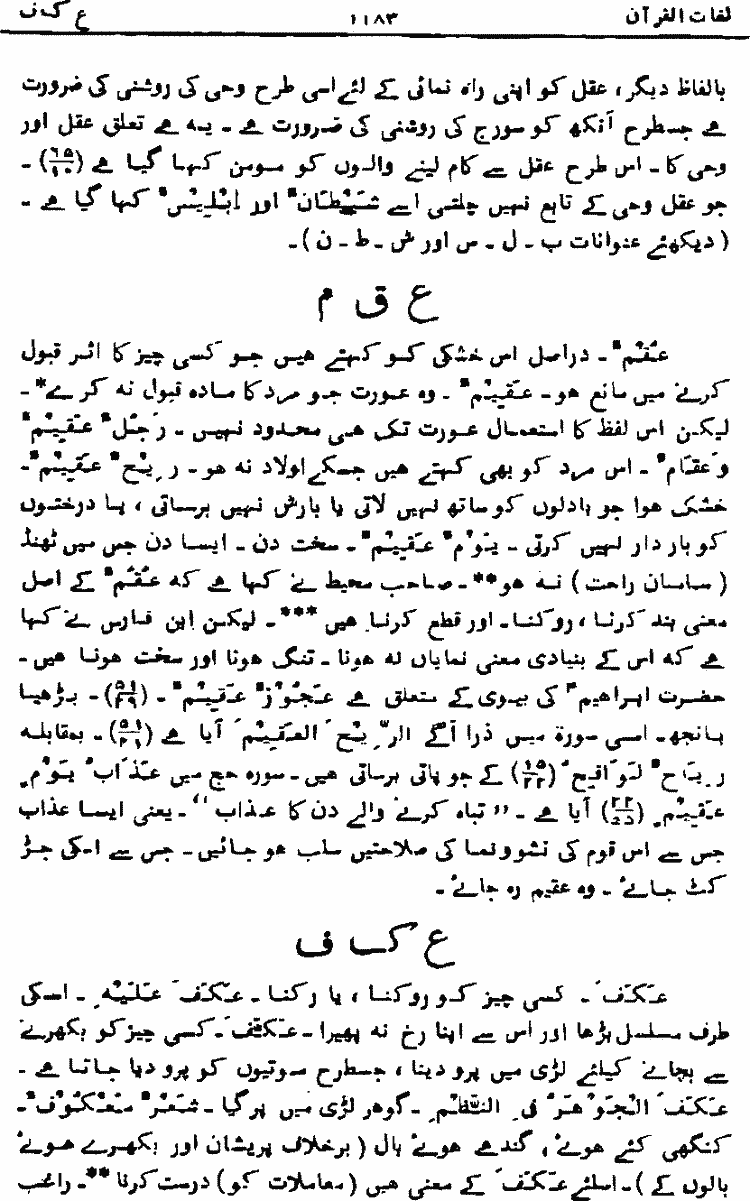 لغات القرآن ۱۱۸۳ ع ک ف
بالفاظ دیگر، عقل کو اپنی راہ نمائی کے لئے اسی طرح وحی کی روشنی کی ضرورت
ہے جسطرح آنکھ کو سورج کی روشنی کی ضرورت ہے ۔ یہ ہے تعلق عقل اور
وحی کا ۔ اس طرح عقل سے کام لینے والوں کو مومن کہا گیا ہے (۶۵/۱۰) ۔
جو عقل وحی کے تابع نہیں چلتی اسے شَیْطَانٌ اور اِبْلِیْسٌ کہا گیا ہے ۔
(دیکھئے عنوانات ب ۔ ل ۔ س اور ش ۔ ط ۔ ن) ۔
ع ق م
عُقْمٌ ۔ دراصل اس خشکی کو کہتے ہیں جو کسی چیز کا اثر قبول
کرنے میں مانع ہو ۔ عَقِیْمٌ ۔ وہ عورت جو مرد کا مادہ قبول نہ کرے* ۔
لیکن اس لفظ کا استعمال عورت تک ہی محدود نہیں ۔ رَجُلٌ عَقِیْمٌ
وَعَقَامٌ ۔ اس مرد کو بھی کہتے ہیں جسکے اولاد نہ ہو ۔ رِیْحٌ عَقِیْمٌ ۔
خشک ہوا جو بادلوں کو ساتھ نہیں لاتی یا بارش نہیں برساتی، یا درختوں
کو بار دار نہیں کرتی ۔ یَوْمٌ عَقِیْمٌ ۔ سخت دن ۔ ایسا دن جس میں ٹھنڈ
(سامان راحت) نہ ہو** ۔ صاحب محیط نے کہا ہے کہ عُقْمٌ کے اصل
معنی بند کرنا، روکنا ۔ اور قطع کرنا ہیں*** ۔ لیکن ابن فارس نے کہا
ہے کہ اس کے بنیادی معنی نمایاں نہ ہونا ۔ تنگ ہونا اور سخت ہونا ہیں ۔
حضرت ابراہیمؑ کی بیوی کے متعلق ہے عَجُوْزٌ عَقِیْمٌ ۔ (۵۱/۲۹) ۔ بڑھیا
بانجھ ۔ اسی سورۃ میں ذرا آگے الرِّیْحَ الْعَقِیْمَ آیا ہے (۵۱/۴۱) ۔ بمقابلہ
رِیَاحٌ لَوَاقِحُ (۱۵/۲۲) کے جو پانی برساتی ہیں ۔ سورہ حج میں عَذَابُ یَوْمٍ
عَقِیْمٍ (۲۲/۵۵) آیا ہے ۔ ”تباہ کرنے والے دن کا عذاب“ ۔ یعنی ایسا عذاب
جس سے اس قوم کی نشوونما کی صلاحتیں سلب ہو جائیں ۔ جس سے اسکی جڑ
کٹ جائے ۔ وہ عقیم رہ جائے ۔
ع ک ف
عَکَفَ ۔ کسی چیز کو روکنا، یا رکنا ۔ عَکَفَ عَلَیْہِ ۔ اسکی
طرف مسلسل بڑھا اور اس سے اپنا رخ نہ پھیرا ۔ عَکَفَ ۔ کسی چیز کو بکھرنے
سے بچانے کیلئے لڑی میں پرو دینا، جسطرح موتیوں کو پرو دیا جاتا ہے ۔
عَکَفَ الْجَوْھَرُ فِی النَّظْمِ ۔ گوہر لڑی میں پر گیا ۔ شَعْرٌ مَعْکُوْفٌ ۔
کنگھی کئے ہوئے، گندھے ہوئے بال (برخلاف پریشان اور بکھرے ہوئے
بالوں کے) ۔ اسلئے عَکَفَ کے معنی ہیں (معاملات کو) درست کرنا** ۔ راغب